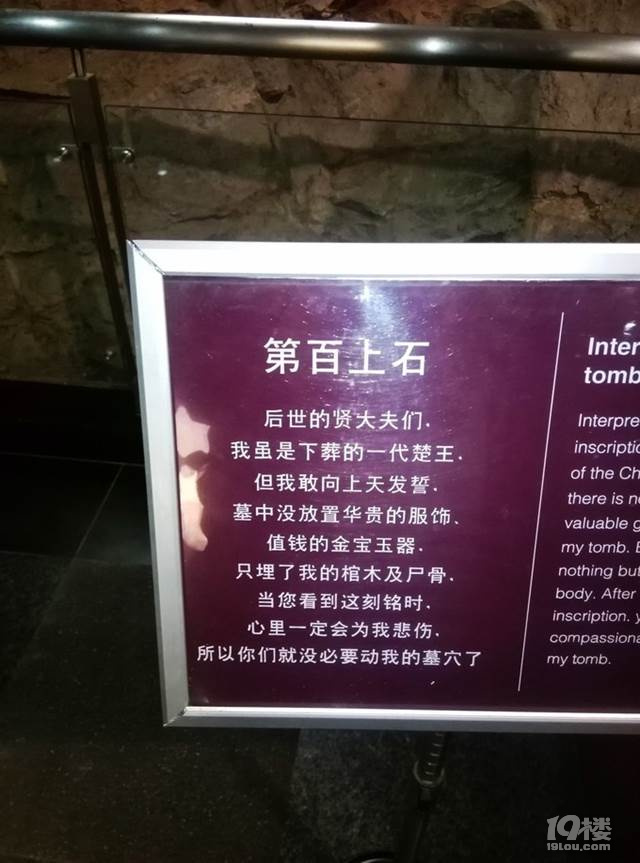 第百上石
后世的贤大夫们.
我虽是下葬的一代楚王.
但我敢向上天发誓.
墓中没放置华贵的服饰、
值钱的金宝玉器.
只埋了我的棺木及尸骨.
当您看到这刻铭时.
心里一定会为我悲伤.
所以你们就没必要动我的墓穴了
Inter
tomb
Interpre
inscriptio
of the Ch
there is no
valuable g
my tomb. B
nothing but
body. After
inscription. y
compassiona
my tomb.
19楼
19lou.com